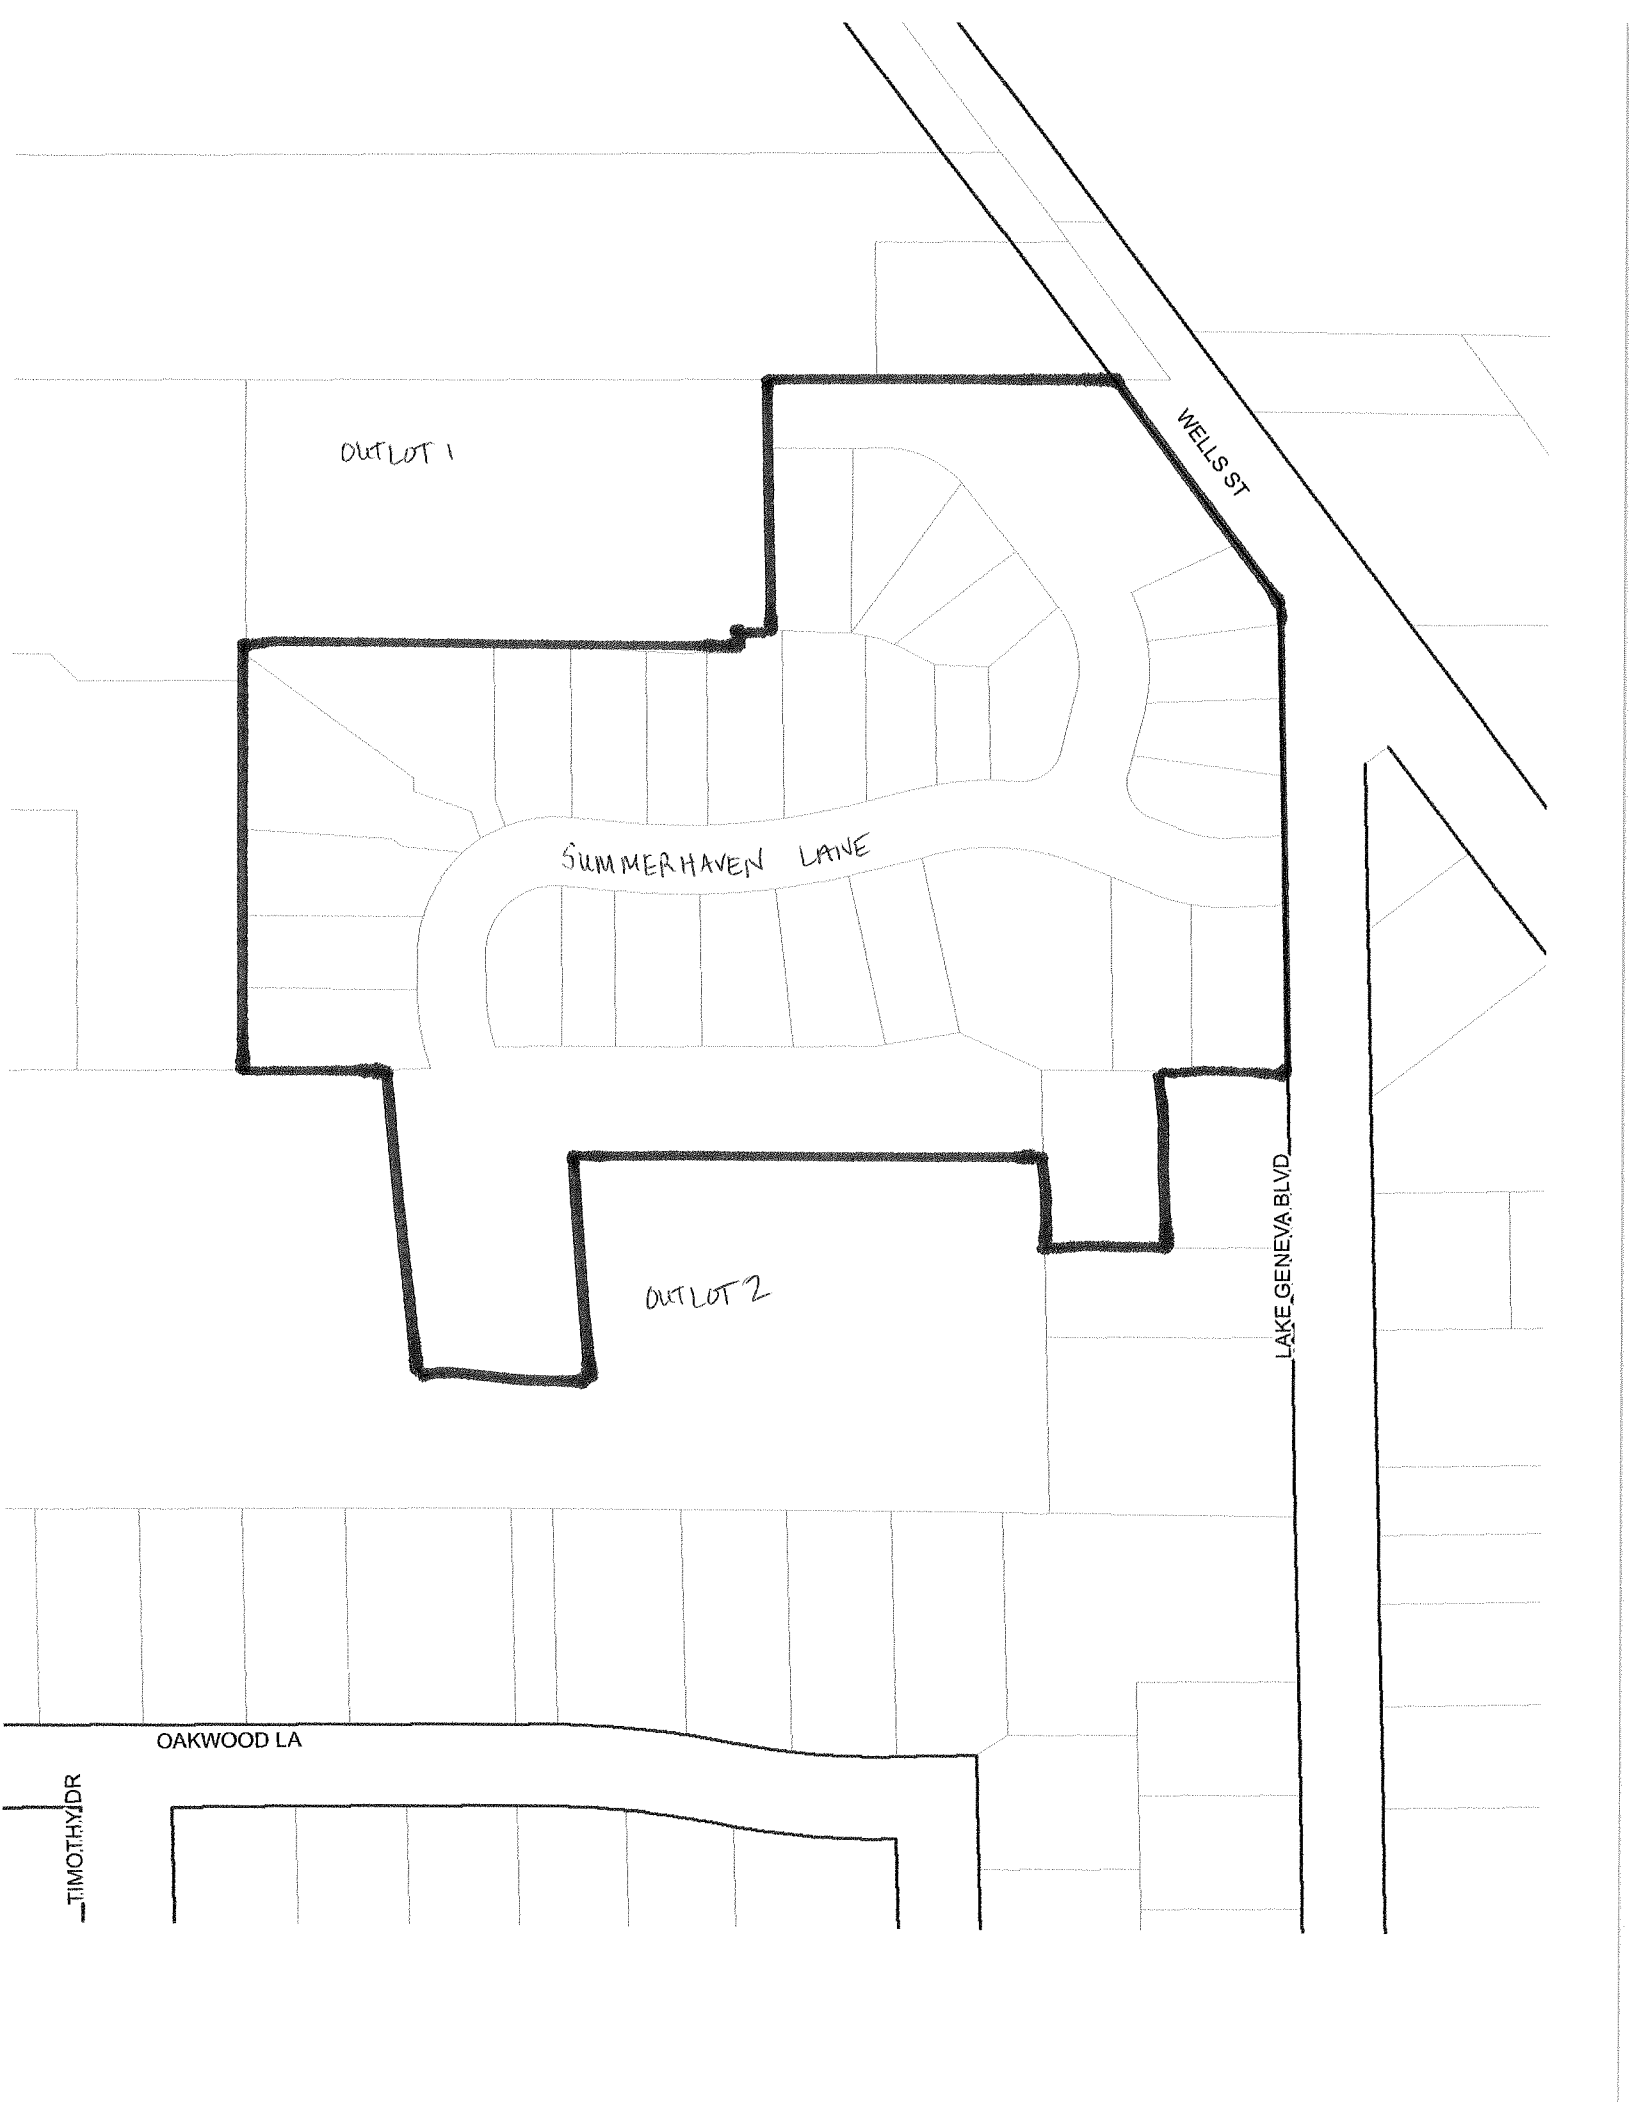 WELLS ST
OUTLOT 1
SUMMERHAVEN LANE
LAKE GENEVA BLVD
OUTLOT 2
OAKWOOD LA
TIMOTHY DR